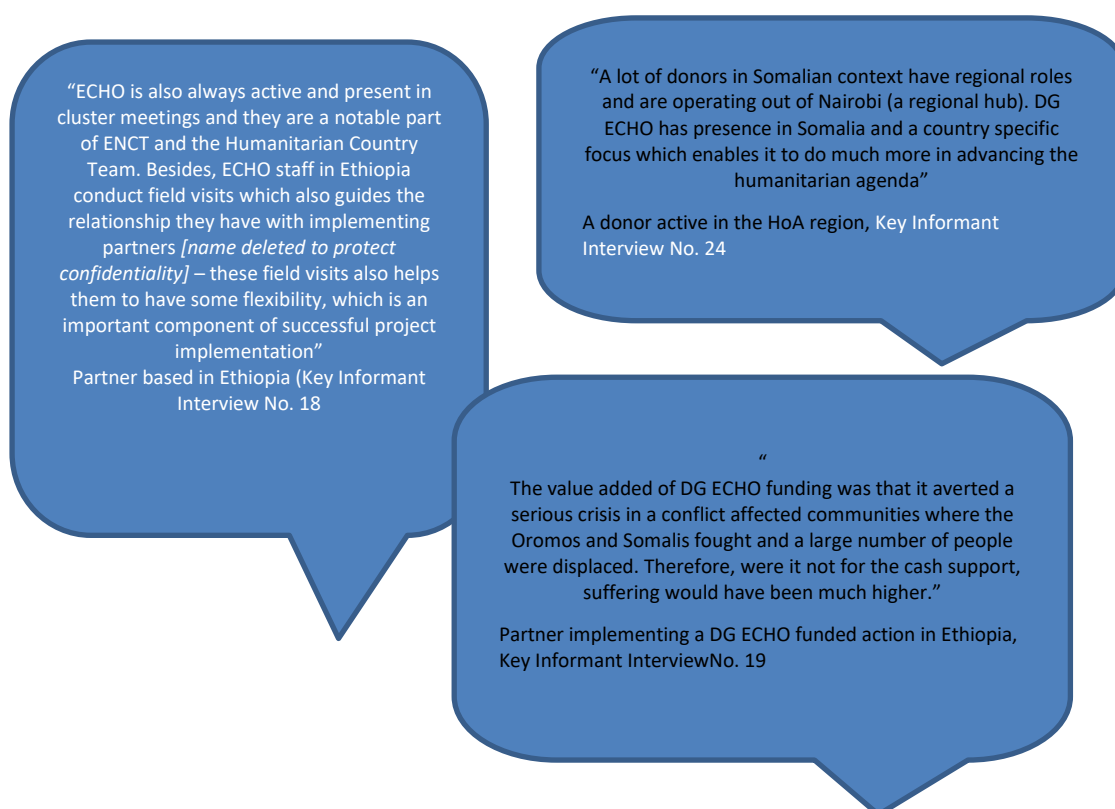 “ECHO is also always active and present in
cluster meetings and they are a notable part
of ENCT and the Humanitarian Country
Team. Besides, ECHO staff in Ethiopia
conduct field visits which also guides the
relationship they have with implementing
partners [name deleted to protect
confidentiality] – these field visits also helps
them to have some flexibility, which is an
important component of successful project
implementation”
Partner based in Ethiopia (Key Informant
Interview No. 18
“A lot of donors in Somalian context have regional roles
and are operating out of Nairobi (a regional hub). DG
ECHO has presence in Somalia and a country specific
focus which enables it to do much more in advancing the
humanitarian agenda”
A donor active in the HoA region, Key Informant
Interview No. 24
“
The value added of DG ECHO funding was that it averted a
serious crisis in a conflict affected communities where the
Oromos and Somalis fought and a large number of people
were displaced. Therefore, were it not for the cash support,
suffering would have been much higher.”
Partner implementing a DG ECHO funded action in Ethiopia,
Key Informant InterviewNo. 19